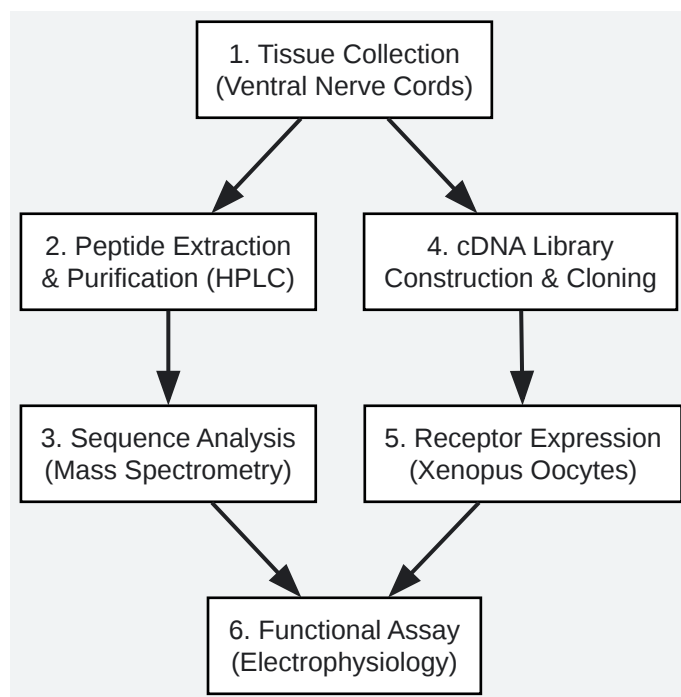 1. Tissue Collection
(Ventral Nerve Cords)
2. Peptide Extraction
& Purification (HPLC)
4. cDNA Library
Construction & Cloning
3. Sequence Analysis
(Mass Spectrometry)
5. Receptor Expression
(Xenopus Oocytes)
6. Functional Assay
(Electrophysiology)